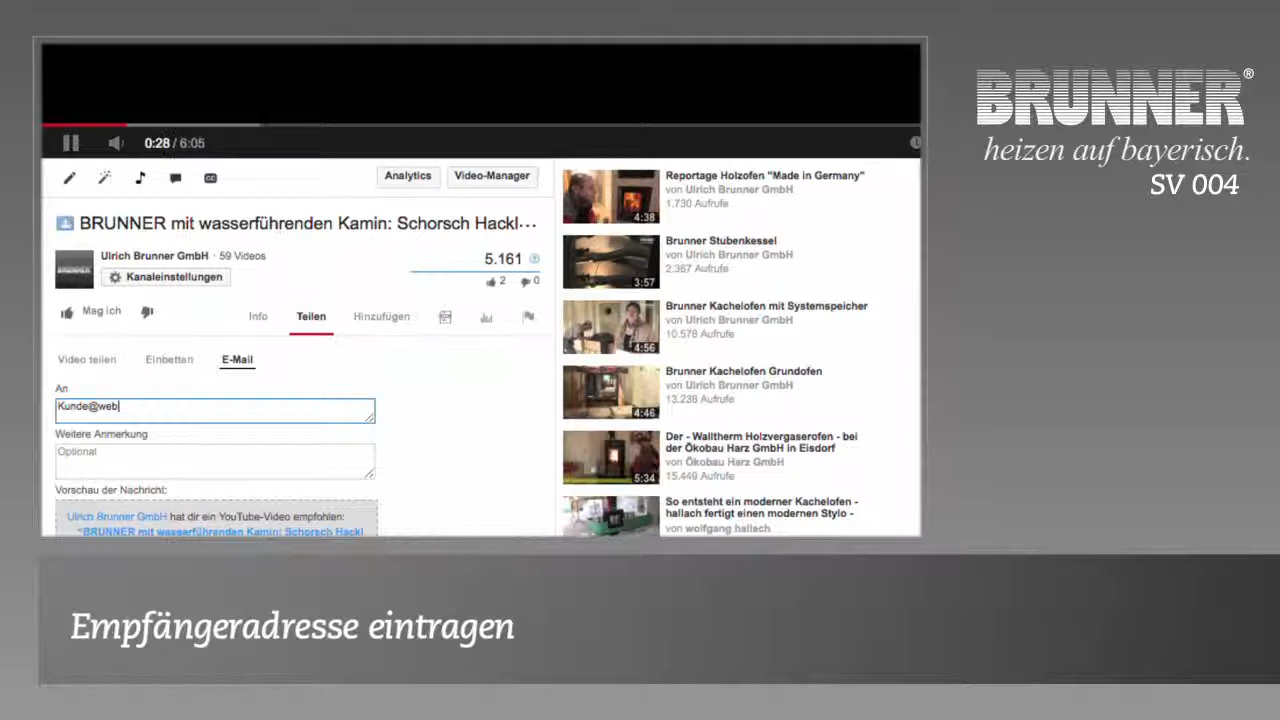 BRUNNER®
heizen auf bayerisch.
SV 004
0:28 / 6:05
CC
Analytics
Video-Manager
BRUNNER mit wasserführenden Kamin: Schorsch Hackl...
Ulrich Brunner GmbH · 59 Videos
Kanaleinstellungen
5.161
2
0
Mag ich
Info
Teilen
Hinzufügen
Video teilen
Einbetten
E-Mail
An
Kunde@web
Weitere Anmerkung
Optional
Vorschau der Nachricht:
Ulrich Brunner GmbH hat dir ein YouTube-Video empfohlen:
"BRUNNER mit wasserführenden Kamin: Schorsch Hackl
Reportage Holzofen "Made in Germany"
von Ulrich Brunner GmbH
1.730 Aufrufe
4:38
Brunner Stubenkessel
von Ulrich Brunner GmbH
2.367 Aufrufe
3:57
Brunner Kachelofen mit Systemspeicher
von Ulrich Brunner GmbH
10.578 Aufrufe
4:56
Brunner Kachelofen Grundofen
von Ulrich Brunner GmbH
13.238 Aufrufe
4:46
Der - Walltherm Holzvergaserofen - bei
der Ökobau Harz GmbH in Eisdorf
von Ökobau Harz GmbH
15.449 Aufrufe
5:34
So entsteht ein moderner Kachelofen -
hallach fertigt einen modernen Stylo -
von wolfgang hallach
Empfängeradresse eintragen